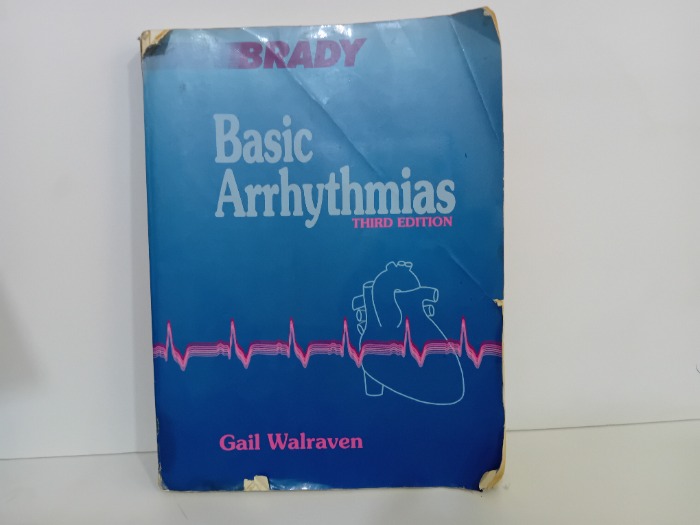 BRADY
Basic
Arrhythmias
THIRD EDITION
Gail Walraven